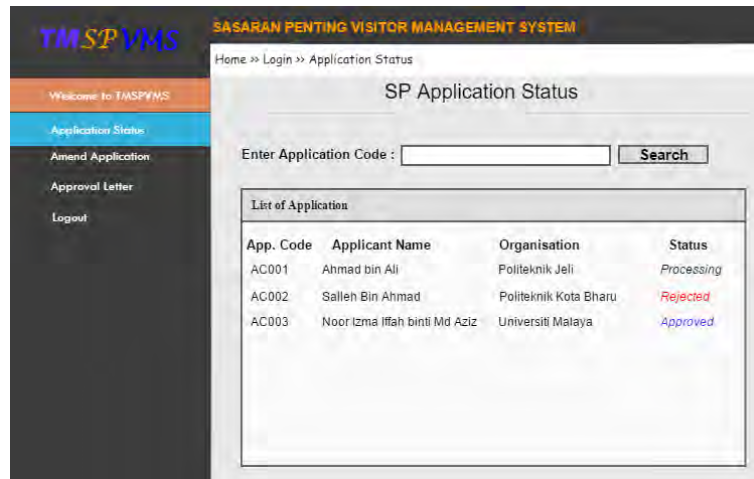 TMSP VMS
SASARAN PENTING VISITOR MANAGEMENT SYSTEM
Home » Login » Application Status
Welcome to TMSPVMS
Application Status
Amend Application
Approval Letter
Logout
SP Application Status
Enter Application Code : Search
List of Application
App. Code Applicant Name Organisation Status
AC001 Ahmad bin Ali Politeknik Jeli Processing
AC002 Salleh Bin Ahmad Politeknik Kota Bharu Rejected
AC003 Noor Izma Iffah binti Md Aziz Universiti Malaya Approved